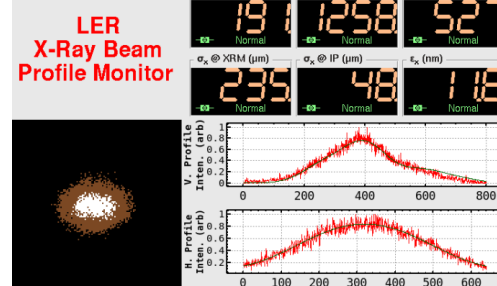 LER
X-Ray Beam
Profile Monitor
Normal
Normal
Normal
σx @ XRM (μm)
σx @ IP (μm)
εx (nm)
235
48
Normal
Normal
Normal
V. Profile
Inten. (arb)
1
0.8
0.6
0.4
0.2
0
0 200 400 600 800
H. Profile
Inten. (arb)
1
0.8
0.6
0.4
0.2
0 100 200 300 400 500 600